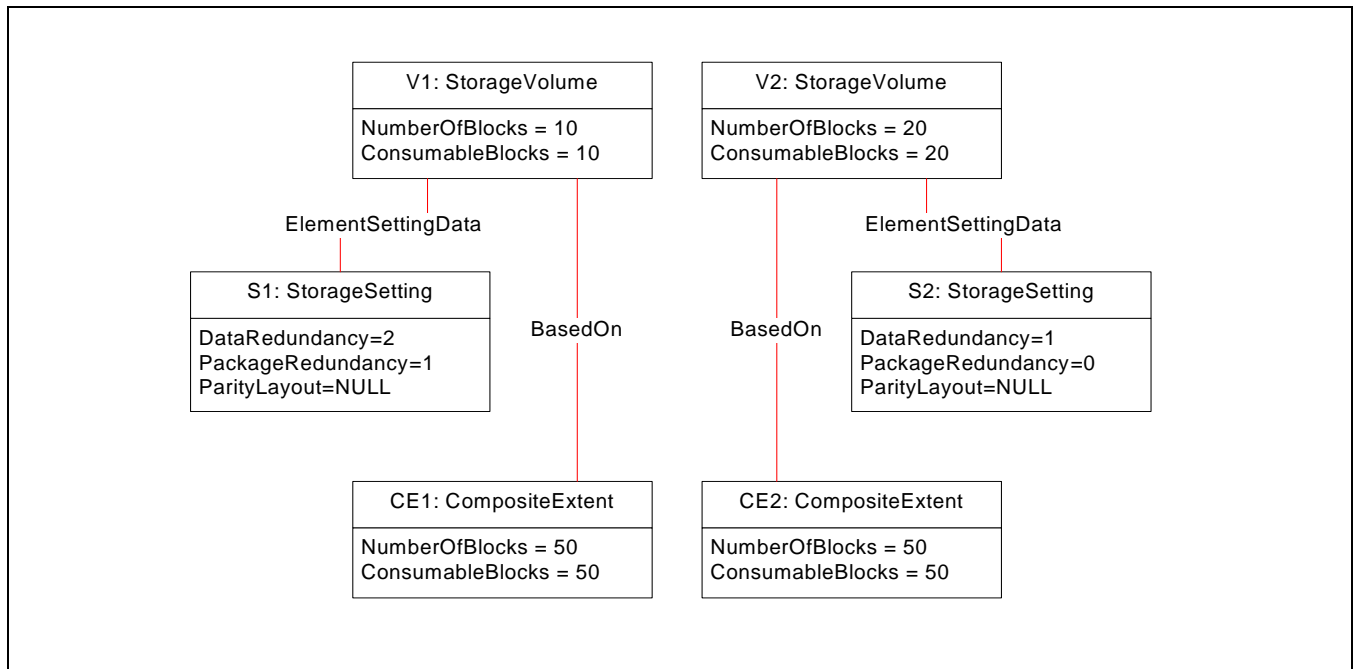 V1: StorageVolume
NumberOfBlocks = 10
ConsumableBlocks = 10
V2: StorageVolume
NumberOfBlocks = 20
ConsumableBlocks = 20
ElementSettingData
ElementSettingData
S1: StorageSetting
DataRedundancy=2
PackageRedundancy=1
ParityLayout=NULL
BasedOn
BasedOn
S2: StorageSetting
DataRedundancy=1
PackageRedundancy=0
ParityLayout=NULL
CE1: CompositeExtent
NumberOfBlocks = 50
ConsumableBlocks = 50
CE2: CompositeExtent
NumberOfBlocks = 50
ConsumableBlocks = 50